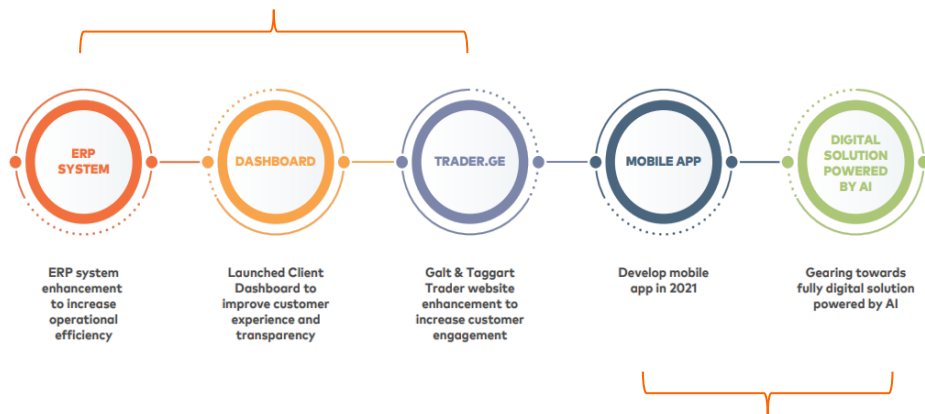 ERP
SYSTEM
DASHBOARD
TRADER.GE
MOBILE APP
DIGITAL
SOLUTION
POWERED
BY AI
ERP system
enhancement
to increase
operational
efficiency
Launched Client
Dashboard to
improve customer
experience and
transparency
Galt & Taggart
Trader website
enhancement to
increase customer
engagement
Develop mobile
app in 2021
Gearing towards
fully digital solution
powered by AI